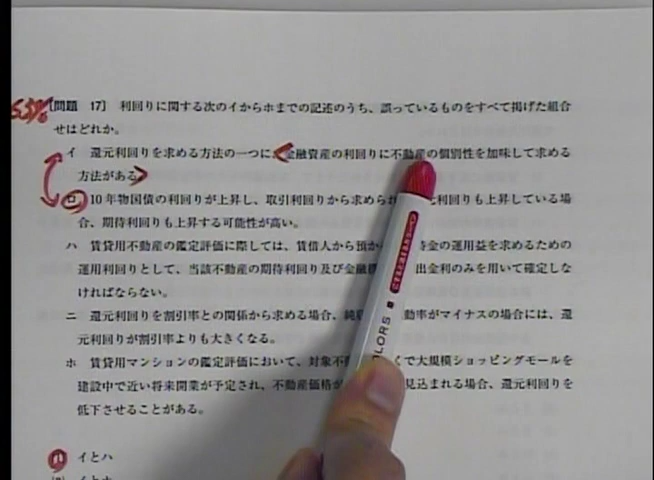 53%
[問題 17] 利回りに関する次のイからホまでの記述のうち、誤っているものをすべて掲げた組合
せはどれか。
イ 還元利回りを求める方法の一つに、金融資産の利回りに不動産の個別性を加味して求める
方法がある。
ロ 10年物国債の利回りが上昇し、取引利回りから求めら 元利回りも上昇している場
合、期待利回りも上昇する可能性が高い。
ハ 賃貸用不動産の鑑定評価に際しては、賃借人から預か 金の運用益を求めるための
運用利回りとして、当該不動産の期待利回り及び金融 出金利のみを用いて確定しな
ければならない。
ニ 還元利回りを割引率との関係から求める場合、純 動率がマイナスの場合には、還
元利回りが割引率よりも大きくなる。
ホ 賃貸用マンションの鑑定評価において、対象不 くで大規模ショッピングモールを
建設中で近い将来開業が予定され、不動産価格が 見込まれる場合、還元利回りを
低下させることがある。
(1) イとハ
OLORS